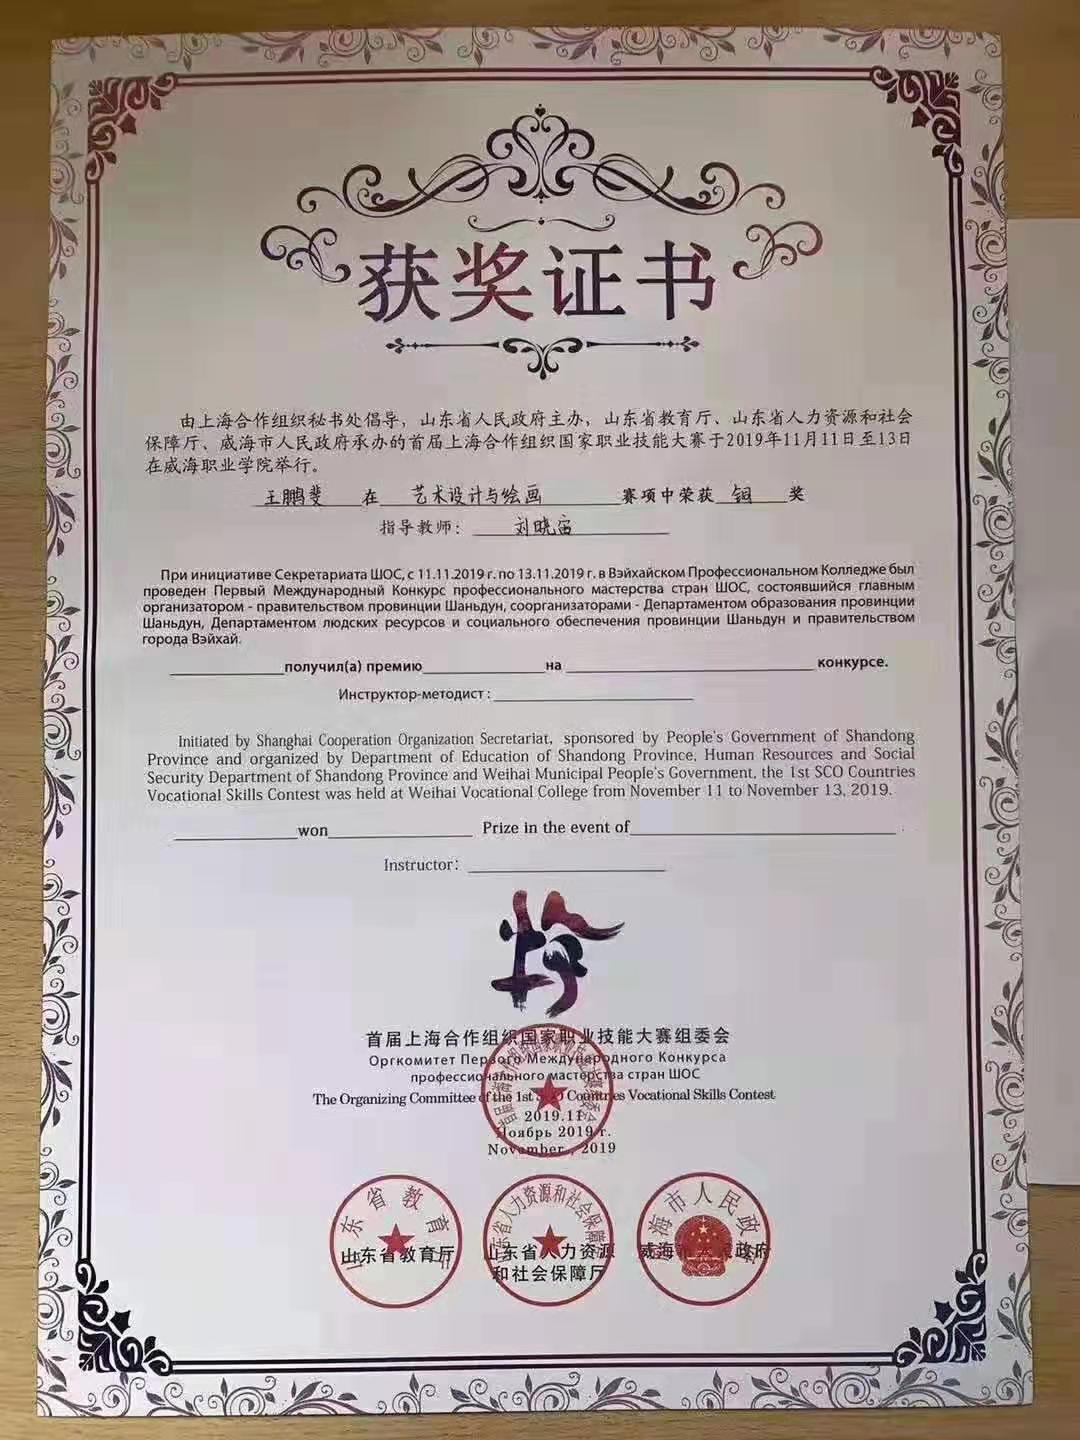 获奖证书
由上海合作组织秘书处倡导，山东省人民政府主办，山东省教育厅、山东省人力资源和社会
保障厅、威海市人民政府承办的首届上海合作组织国家职业技能大赛于2019年11月11日至13日
在威海职业学院举行。
王鹏斐 在 艺术设计与绘画 赛项中荣获 铜 奖
指导教师： 刘晓宙
При инициативе Секретариата ШОС, с 11.11.2019 г. по 13.11.2019 г. в Вэйхайском Профессиональном Колледже был
проведен Первый Международный Конкурс профессионального мастерства стран ШОС, состоявшийся главным
организатором - правительством провинции Шаньдун, соорганизаторами - Департаментом образования провинции
Шаньдун, Департаментом людских ресурсов и социального обеспечения провинции Шаньдун и правительством
города Вэйхай.
получил(а) премию на конкурсе.
Инструктор-методист :
Initiated by Shanghai Cooperation Organization Secretariat, sponsored by People's Government of Shandong
Province and organized by Department of Education of Shandong Province, Human Resources and Social
Security Department of Shandong Province and Weihai Municipal People's Government, the 1st SCO Countries
Vocational Skills Contest was held at Weihai Vocational College from November 11 to November 13, 2019.
won Prize in the event of .
Instructor:
首届上海合作组织国家职业技能大赛组委会
Оргкомитет Первого Международного Конкурса
профессионального мастерства стран ШОС
The Organizing Committee of the 1st SCO Countries Vocational Skills Contest
2019.11
Ноябрь 2019 г.
November , 2019
山东省教育厅
山东省人力资源
和社会保障厅
威海市人民政府